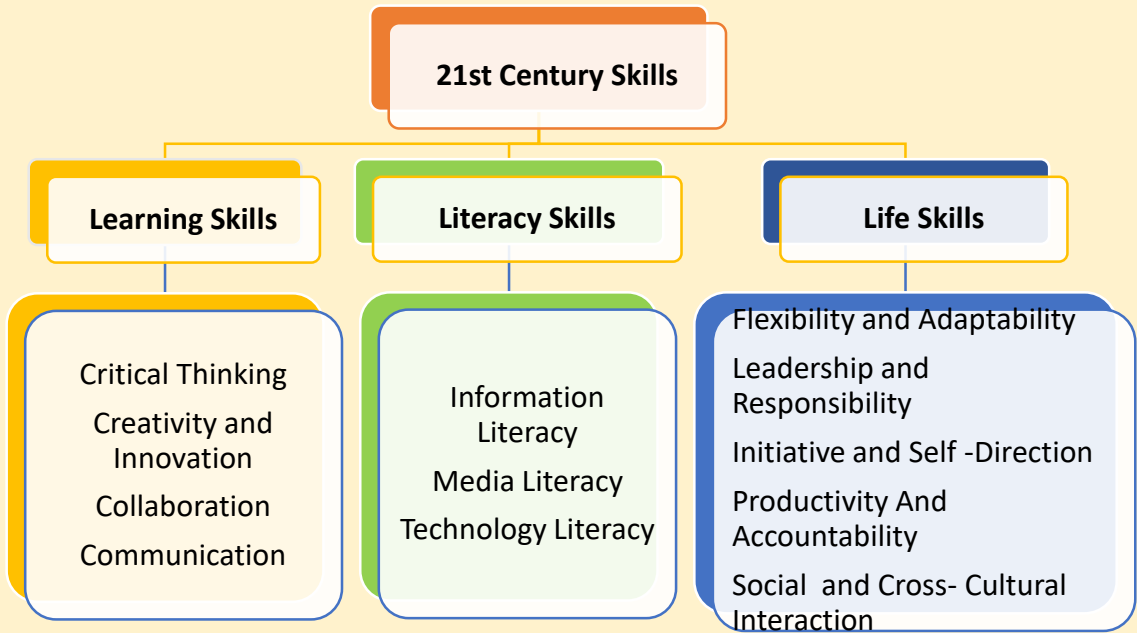 21st Century Skills
Learning Skills
Literacy Skills
Life Skills
Critical Thinking
Creativity and
Innovation
Collaboration
Communication
Information
Literacy
Media Literacy
Technology Literacy
Flexibility and Adaptability
Leadership and
Responsibility
Initiative and Self -Direction
Productivity And
Accountability
Social  and Cross- Cultural
Interaction